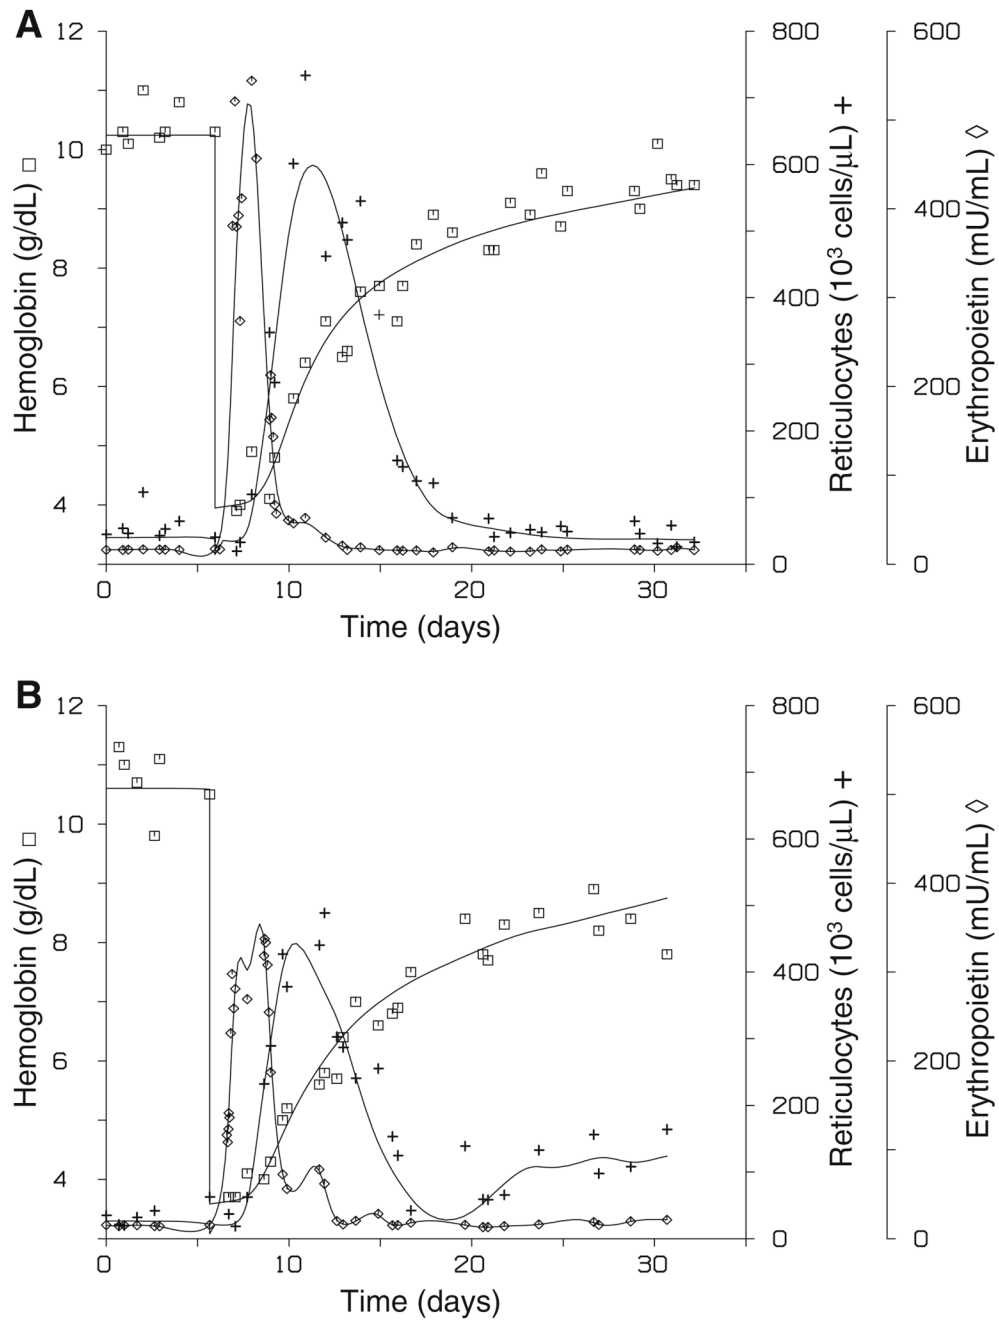 A
12
10
8
6
4
Hemoglobin (g/dL) □
800
600
400
200
0
Reticulocytes (10³ cells/μL) +
600
400
200
0
Erythropoietin (mU/mL) ◇
0 10 20 30
Time (days)
B
12
10
8
6
4
Hemoglobin (g/dL) □
800
600
400
200
0
Reticulocytes (10³ cells/μL) +
600
400
200
0
Erythropoietin (mU/mL) ◇
0 10 20 30
Time (days)